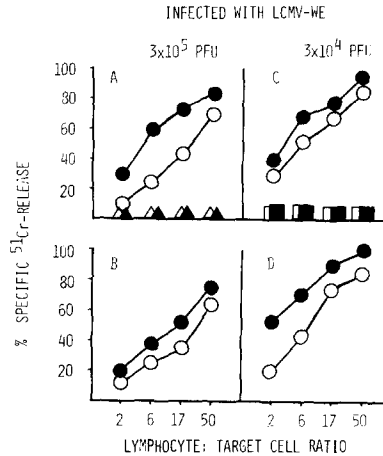 INFECTED WITH LCMV-WE
3x10⁵ PFU
3x10⁴ PFU
% SPECIFIC ⁵¹Cr-RELEASE
100
80
60
40
20
A
C
100
80
60
40
20
B
D
2 6 17 50
2 6 17 50
LYMPHOCYTE: TARGET CELL RATIO